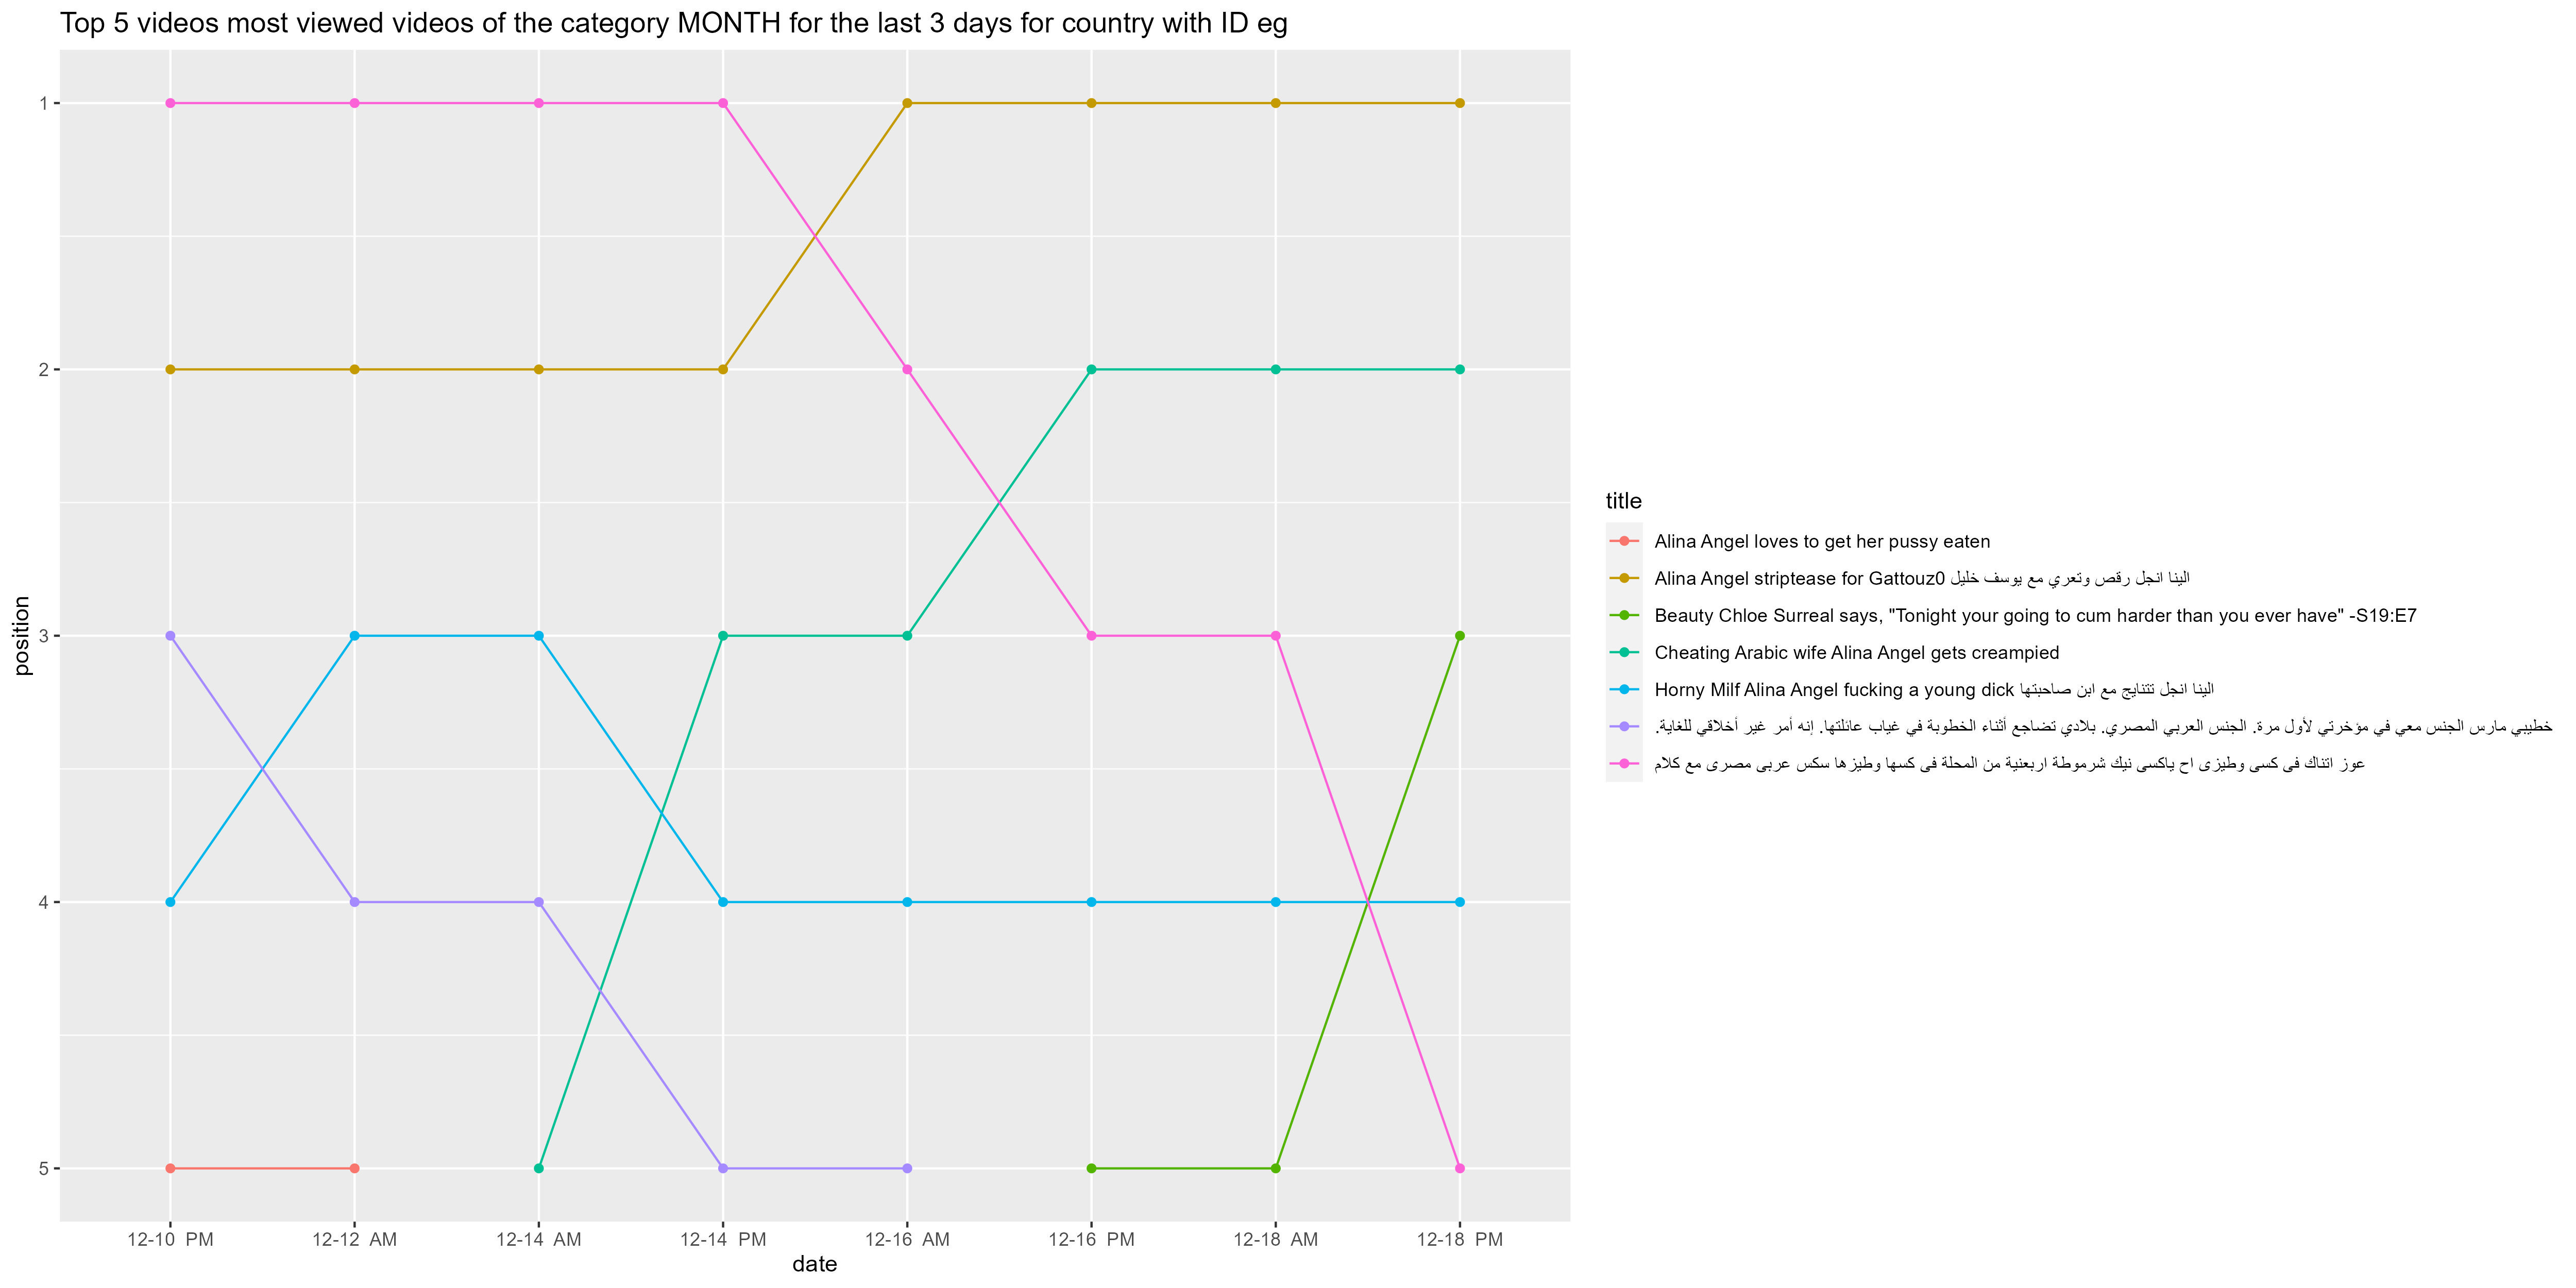 Top 5 videos most viewed videos of the category MONTH for the last 3 days for country with ID eg
position
1
2
3
4
5
12-10 PM
12-12 AM
12-14 AM
12-14 PM
12-16 AM
12-16 PM
12-18 AM
12-18 PM
date
title
Alina Angel loves to get her pussy eaten
Alina Angel striptease for Gattouz0 الينا انجل رقص وتعري مع يوسف خليل
Beauty Chloe Surreal says, "Tonight your going to cum harder than you ever have" -S19:E7
Cheating Arabic wife Alina Angel gets creampied
Horny Milf Alina Angel fucking a young dick الينا انجل تتنايج مع ابن صاحبتها
خطيبي مارس الجنس معي في مؤخرتي لأول مرة. الجنس العربي المصري. بلادي تضاجع أثناء الخطوبة في غياب عائلتها. إنه أمر غير أخلاقي للغاية.
عوز اتناك فى كسى وطيزى اح ياكسى نيك شرموطة اربعنية من المحلة فى كسها وطيزها سكس عربى مصرى مع كلام